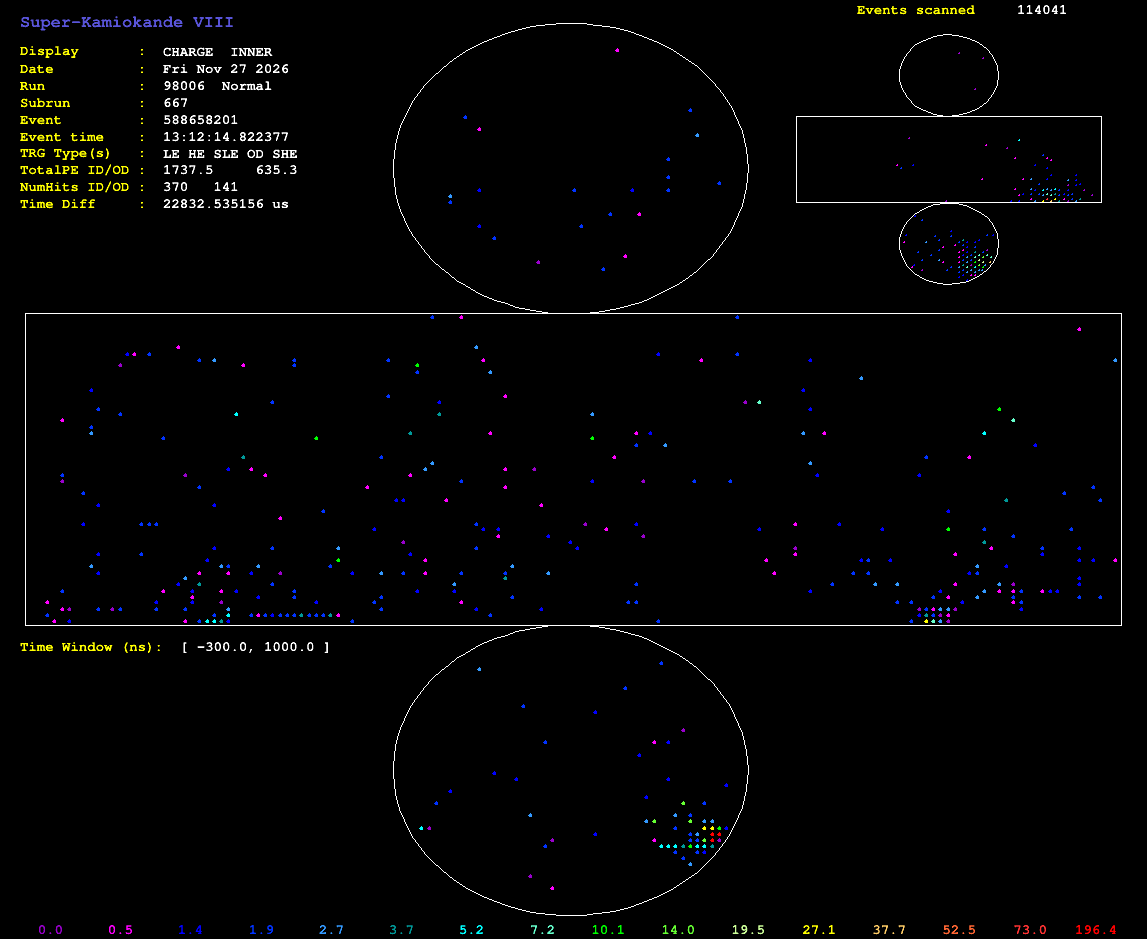 Super-Kamiokande VIII
Events scanned 114041
Display : CHARGE INNER
Date : Fri Nov 27 2026
Run : 98006 Normal
Subrun : 667
Event : 588658201
Event time : 13:12:14.822377
TRG Type(s) : LE HE SLE OD SHE
TotalPE ID/OD : 1737.5 635.3
NumHits ID/OD : 370 141
Time Diff : 22832.535156 us
Time Window (ns): [ -300.0, 1000.0 ]
0.0 0.5 1.4 1.9 2.7 3.7 5.2 7.2 10.1 14.0 19.5 27.1 37.7 52.5 73.0 196.4